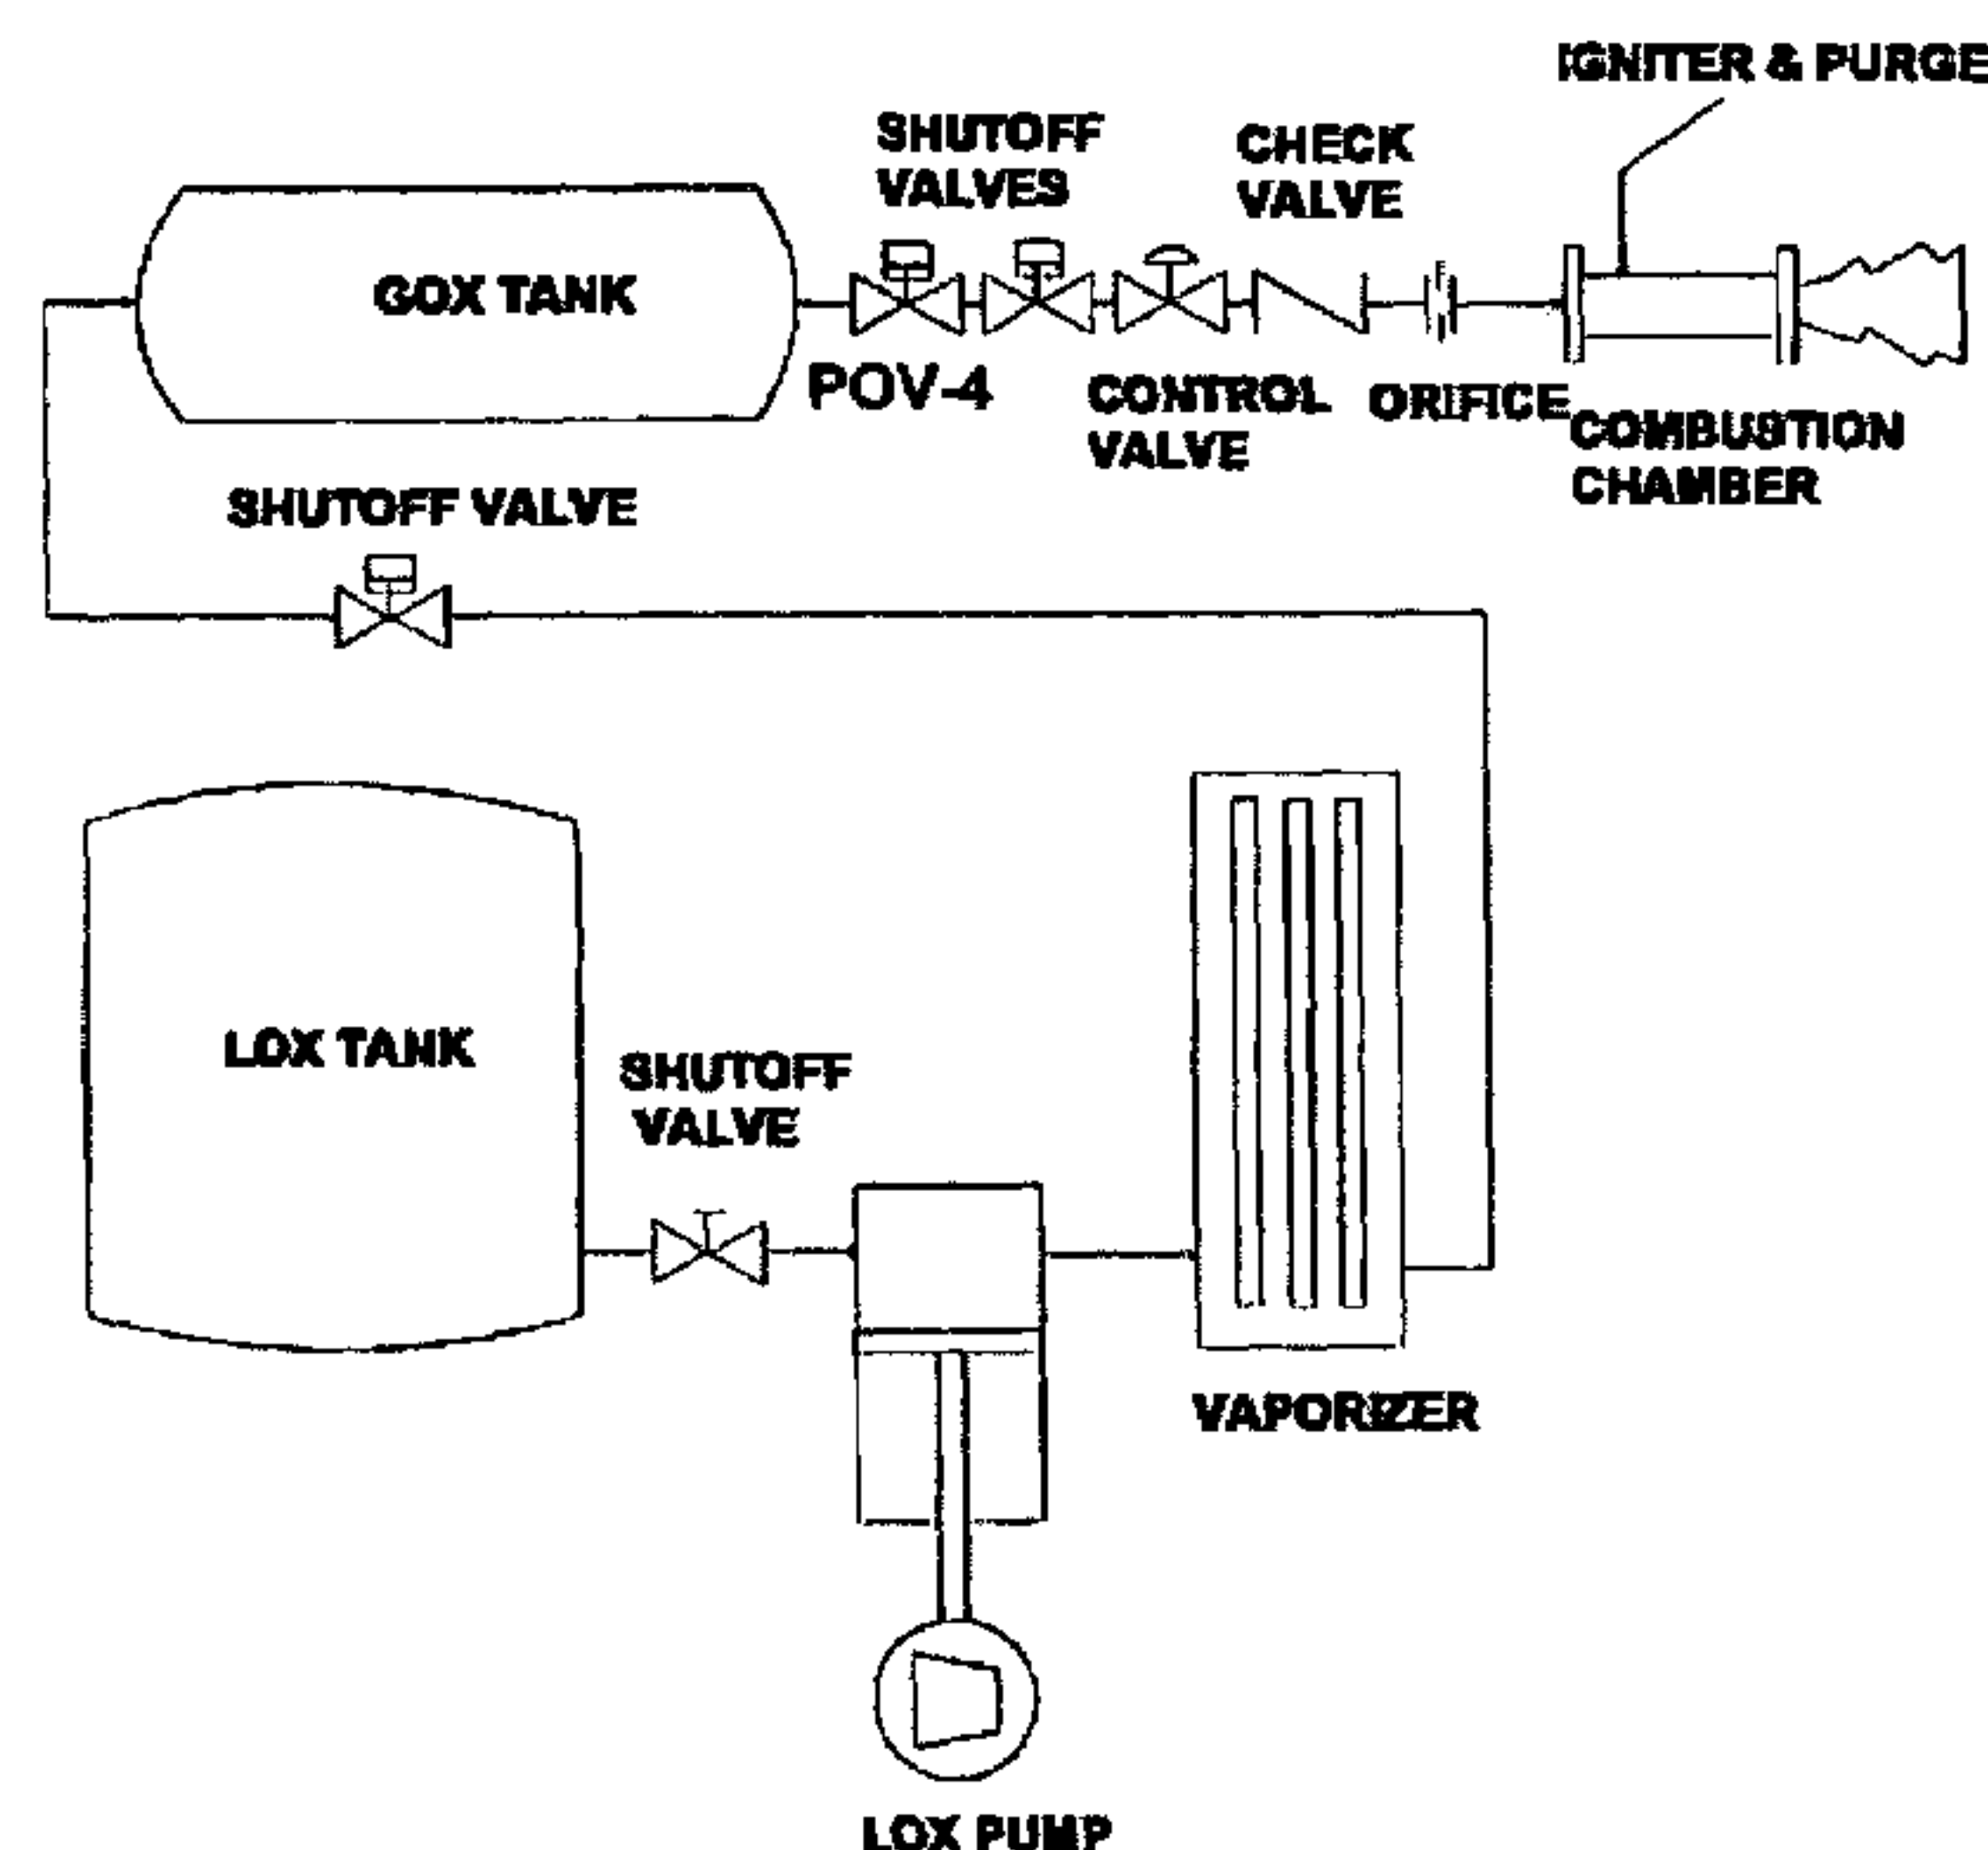 IGNITER & PURGE
SHUTOFF
VALVES
CHECK
VALVE
GOX TANK
POV-4
CONTROL
VALVE
ORIFICE
COMBUSTION
CHAMBER
SHUTOFF VALVE
LOX TANK
SHUTOFF
VALVE
VAPORIZER
LOX PUMP